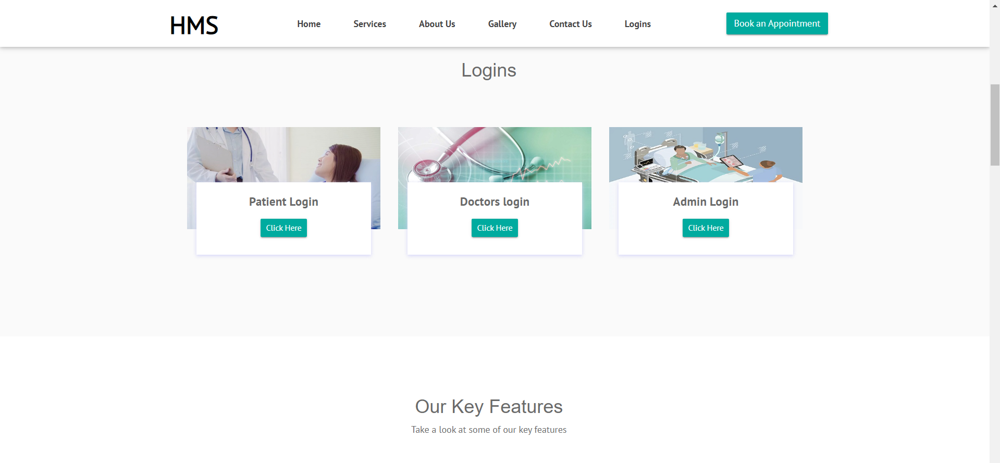 HMS
Home Services About Us Gallery Contact Us Logins
Book an Appointment
Logins
Patient Login
Click Here
Doctors login
Click Here
Admin Login
Click Here
Our Key Features
Take a look at some of our key features